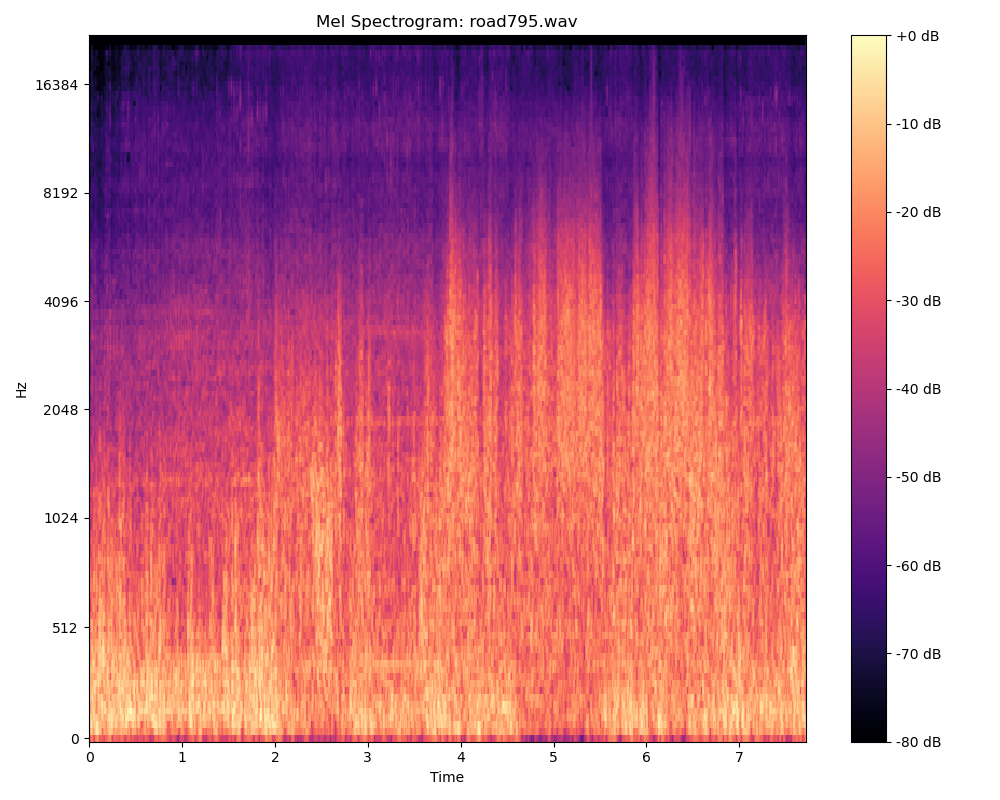 Mel Spectrogram: road795.wav
Hz
16384
8192
4096
2048
1024
512
0
0 1 2 3 4 5 6 7
Time
+0 dB
-10 dB
-20 dB
-30 dB
-40 dB
-50 dB
-60 dB
-70 dB
-80 dB